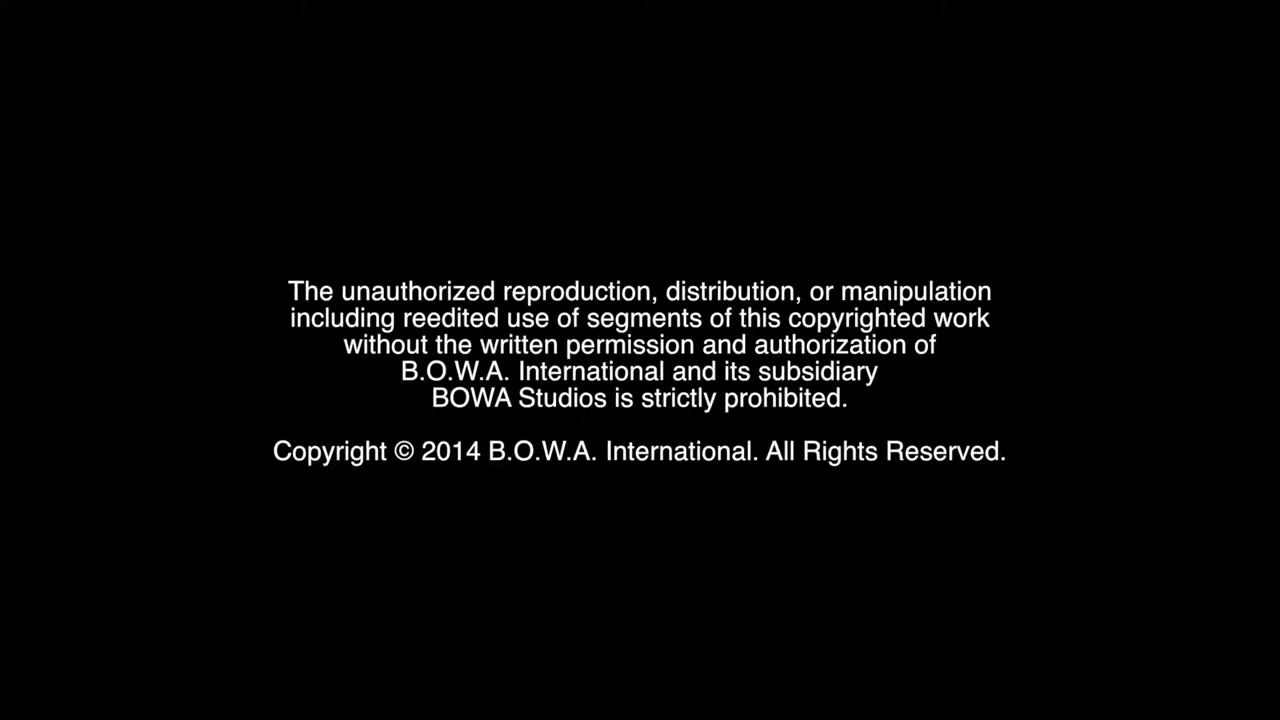 The unauthorized reproduction, distribution, or manipulation
including reedited use of segments of this copyrighted work
without the written permission and authorization of
B.O.W.A. International and its subsidiary
BOWA Studios is strictly prohibited.
Copyright © 2014 B.O.W.A. International. All Rights Reserved.